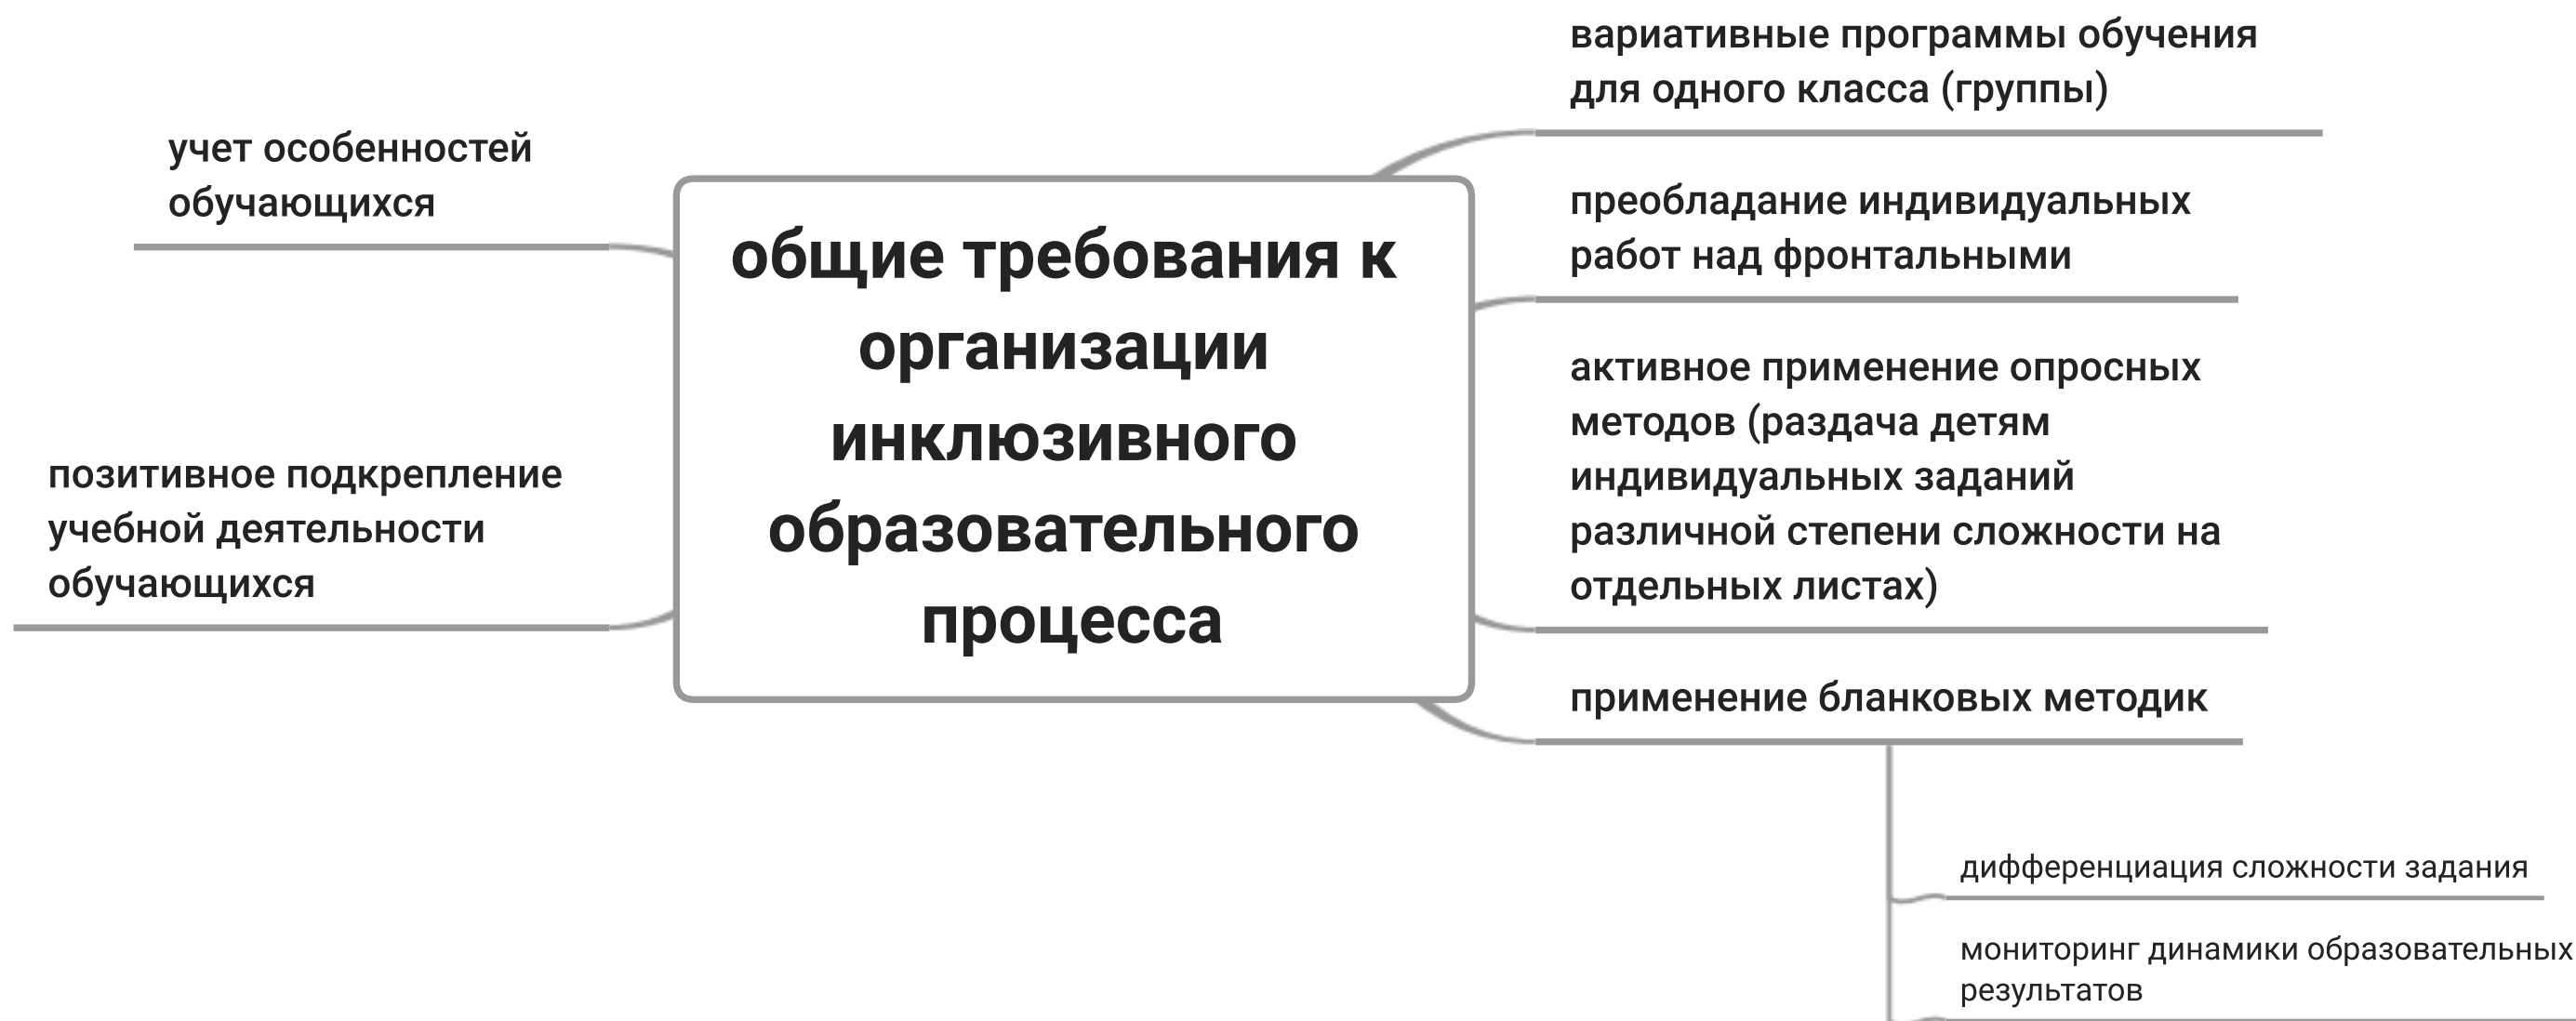 учет особенностей
обучающихся
позитивное подкрепление
учебной деятельности
обучающихся
общие требования к
организации
инклюзивного
образовательного
процесса
вариативные программы обучения
для одного класса (группы)
преобладание индивидуальных
работ над фронтальными
активное применение опросных
методов (раздача детям
индивидуальных заданий
различной степени сложности на
отдельных листах)
применение бланковых методик
дифференциация сложности задания
мониторинг динамики образовательных
результатов